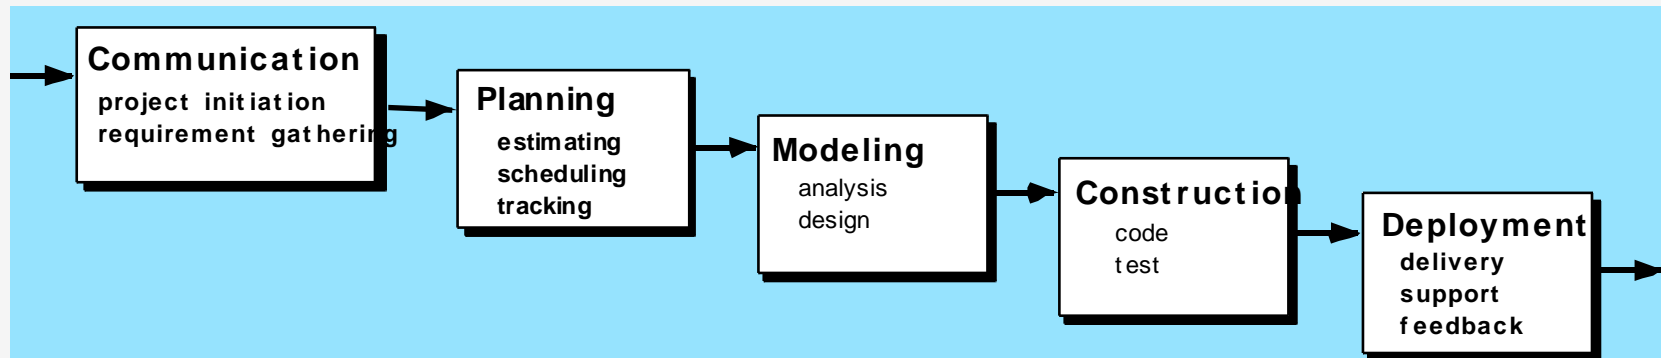 Communication
project initiation
requirement gathering
Planning
estimating
scheduling
tracking
Modeling
analysis
design
Construction
code
test
Deployment
delivery
support
feedback